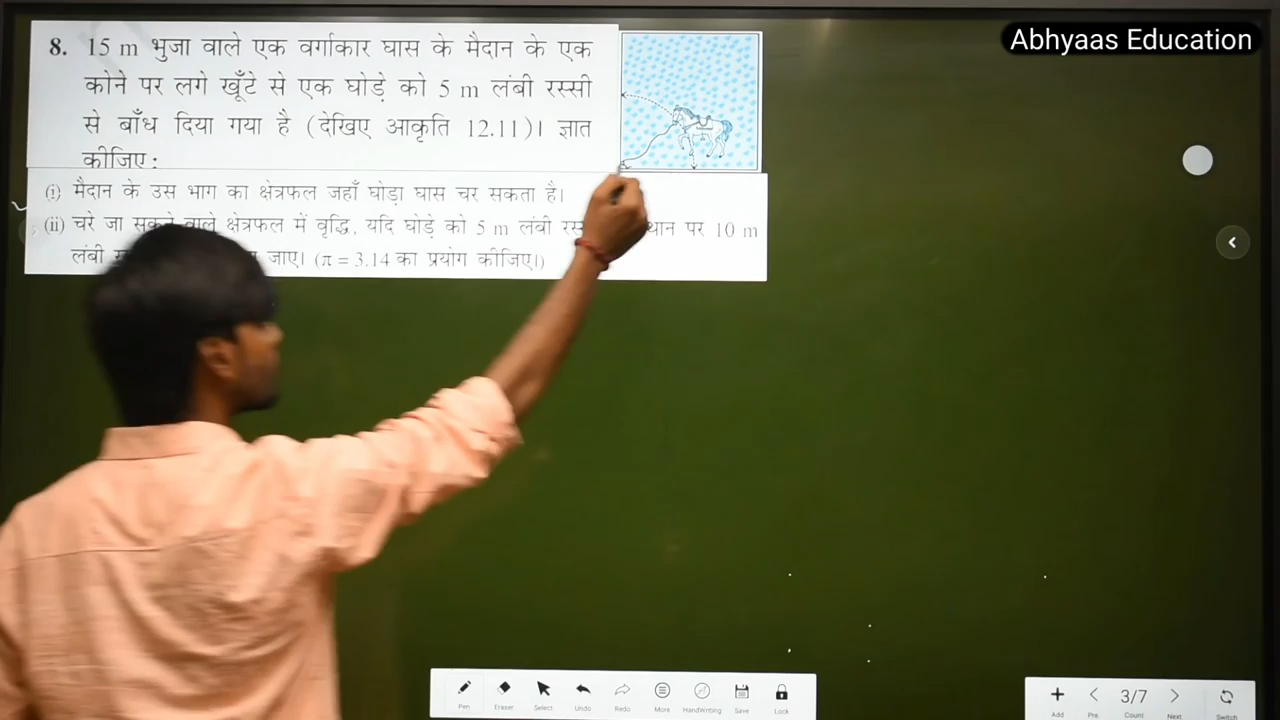 Abhyaas Education
8. 15 m भुजा वाले एक वर्गाकार घास के मैदान के एक
कोने पर लगे खूँटे से एक घोड़े को 5 m लंबी रस्सी
से बाँध दिया गया है (देखिए आकृति 12.11)। ज्ञात
कीजिए:
(i) मैदान के उस भाग का क्षेत्रफल जहाँ घोड़ा घास चर सकता है।
(ii) चरे जा सकने वाले क्षेत्रफल में वृद्धि, यदि घोड़े को 5 m लंबी पर 10 m
लंबी जाए। (π = 3.14 का प्रयोग कीजिए।)
Pen Eraser Select Undo Redo More HandWriting Save Lock
3/7
Add Pre Count Next Switch